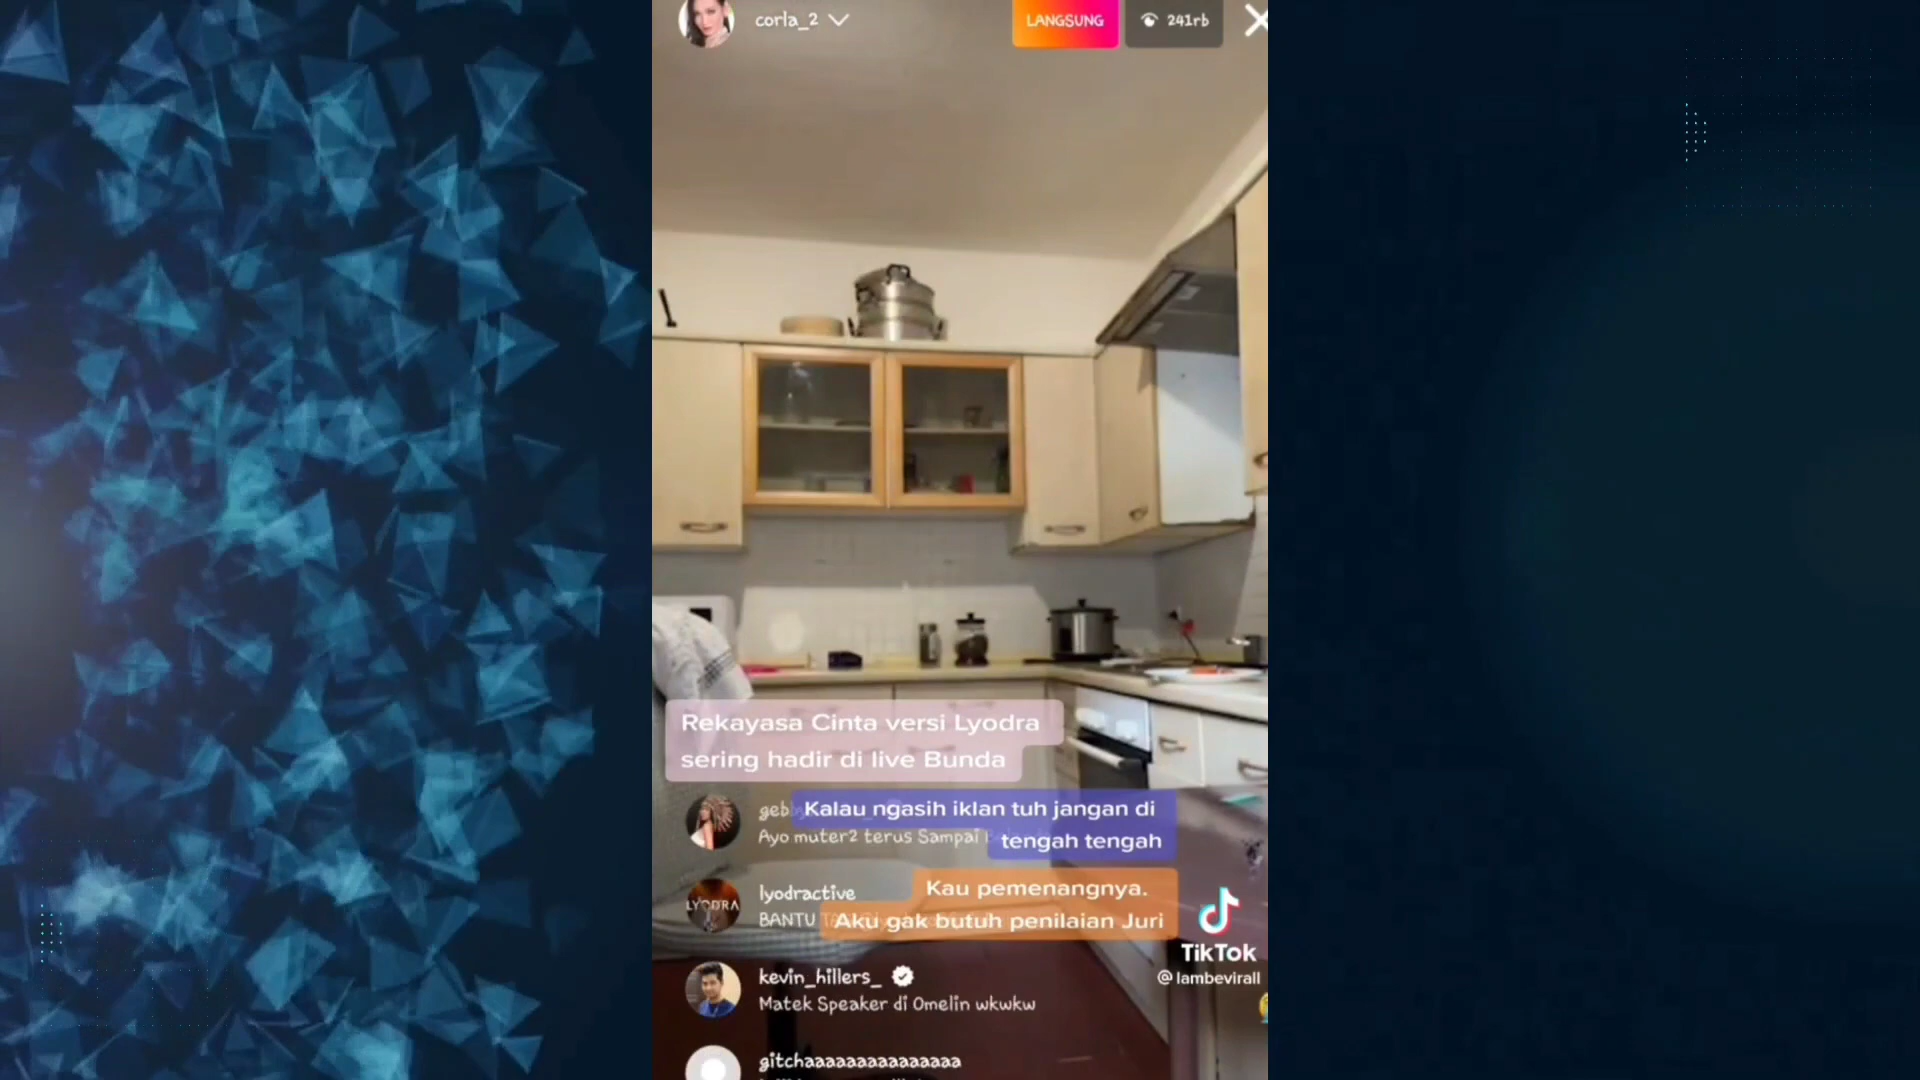 corla_2
LANGSUNG
241rb
Rekayasa Cinta versi Lyodra
sering hadir di live Bunda
Kalau ngasih iklan tuh jangan di
tengah tengah
Ayo muter2 terus Sampai
lyodractive
LYODRA
BANTU
Kau pemenangnya.
Aku gak butuh penilaian Juri
TikTok
@lambevirall
kevin_hillers_
Matek Speaker di Omelin wkwkw
gitchaaaaaaaaaaaaaaa